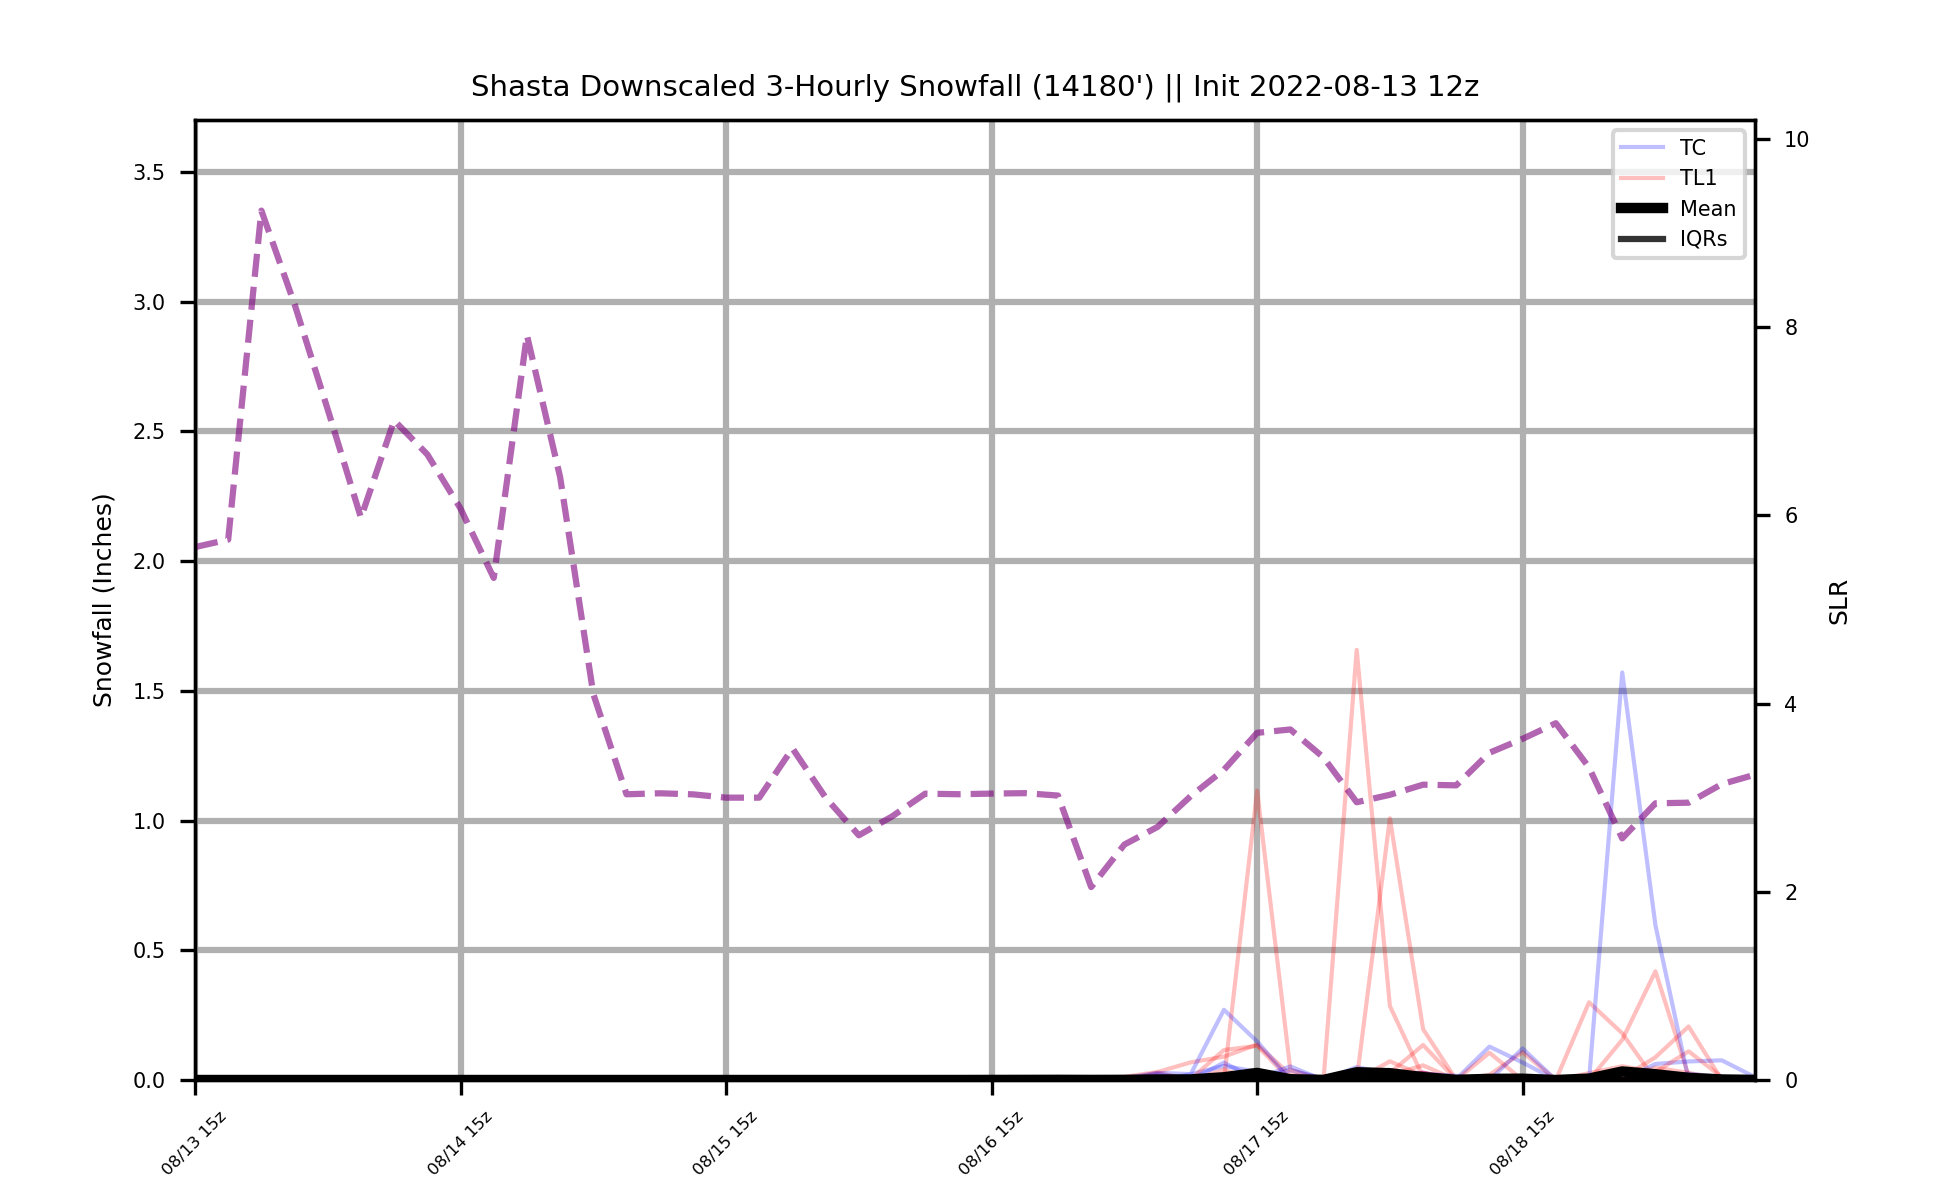 Shasta Downscaled 3-Hourly Snowfall (14180') || Init 2022-08-13 12z
TC
TL1
Mean
IQRs
3.5
3.0
2.5
2.0
1.5
1.0
0.5
0.0
Snowfall (Inches)
10
8
6
4
2
0
SLR
08/13 15z
08/14 15z
08/15 15z
08/16 15z
08/17 15z
08/18 15z